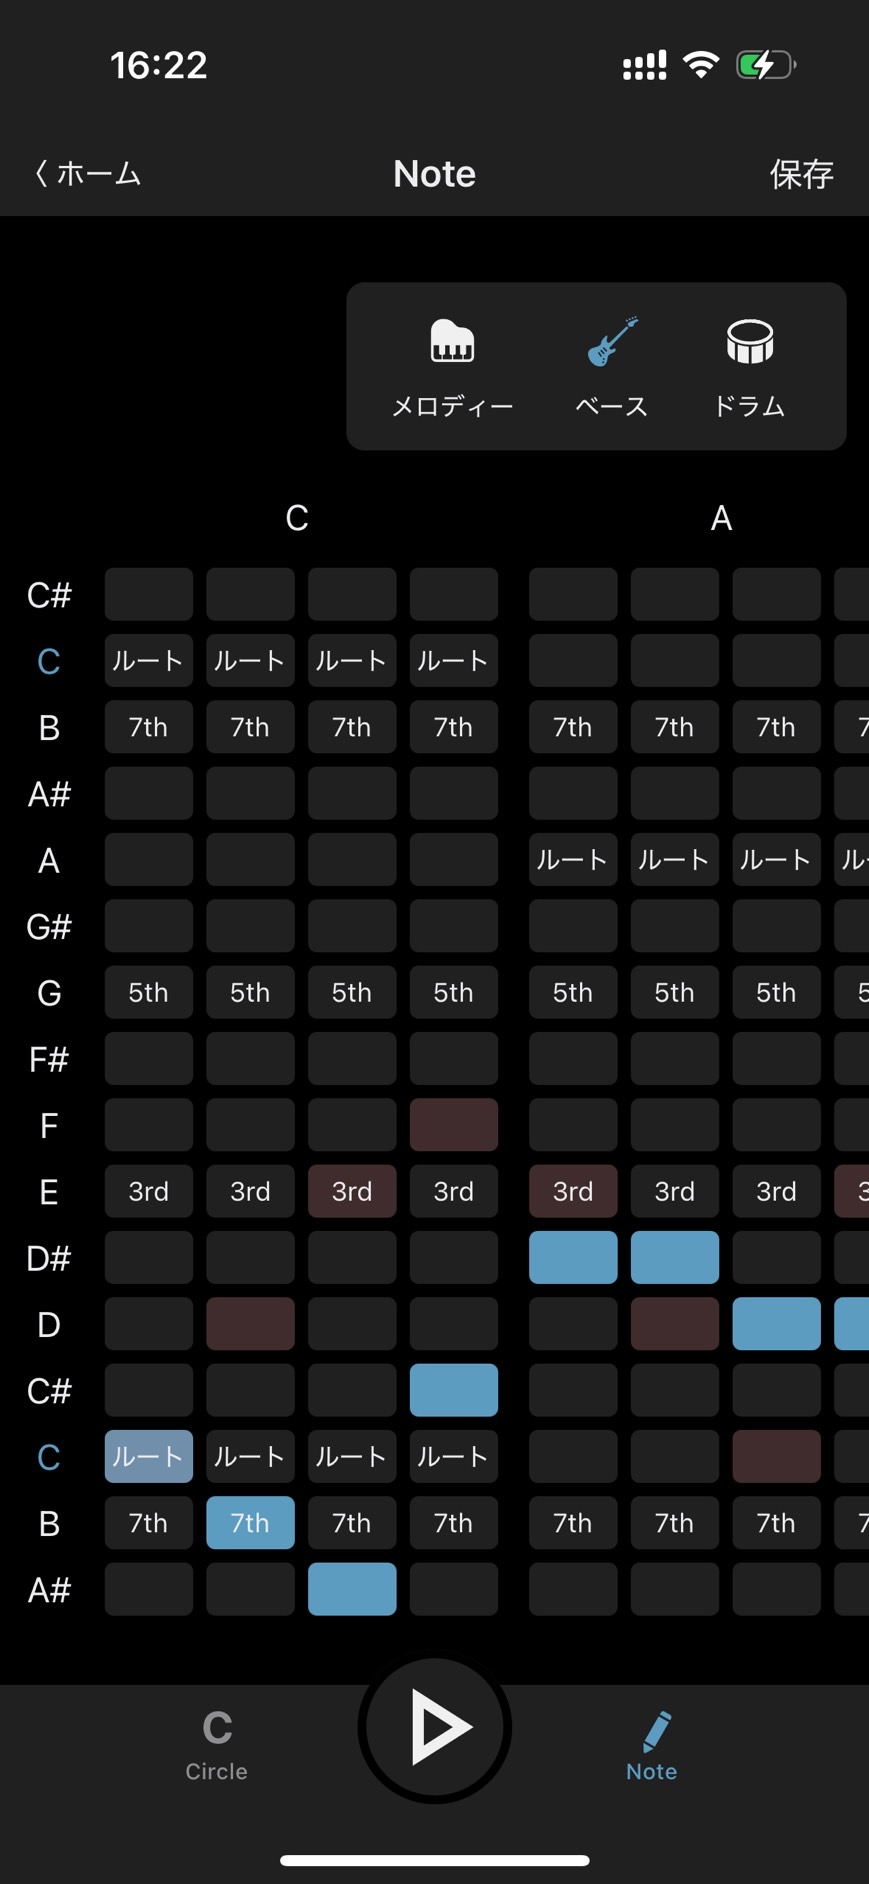 16:22
ホーム Note 保存
メロディー ベース ドラム
C A
C#
C ルート ルート ルート ルート
B 7th 7th 7th 7th 7th 7th 7th
A#
A ルート ルート ルート
G#
G 5th 5th 5th 5th 5th 5th 5th
F#
F
E 3rd 3rd 3rd 3rd 3rd 3rd 3rd
D#
D
C#
C ルート ルート ルート ルート
B 7th 7th 7th 7th 7th 7th 7th
A#
C
Circle Note